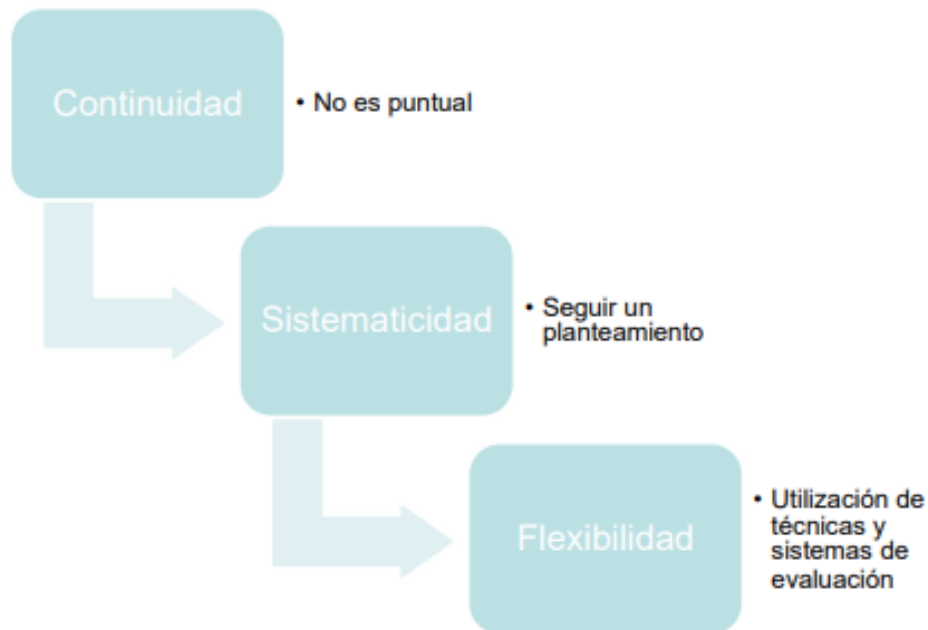 Continuidad
• No es puntual
Sistematicidad
• Seguir un
planteamiento
Flexibilidad
• Utilización de
técnicas y
sistemas de
evaluación